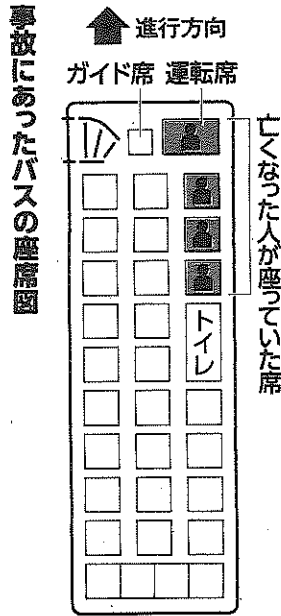 事故にあったバスの座席図
進行方向
ガイド席 運転席
亡くなった人が座っていた席
トイレ